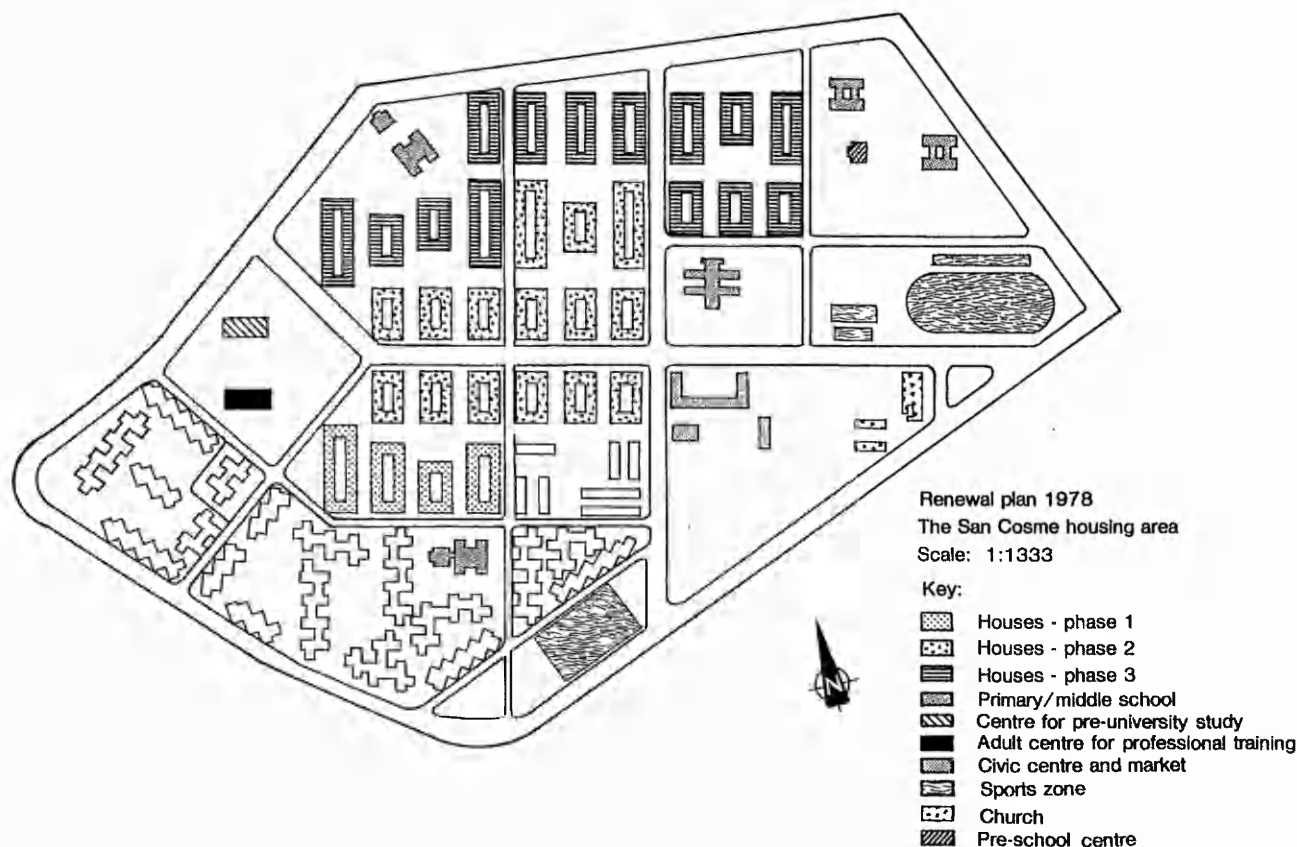 Renewal plan 1978
The San Cosme housing area
Scale: 1:1333
Key:
Houses - phase 1
Houses - phase 2
Houses - phase 3
Primary/middle school
Centre for pre-university study
Adult centre for professional training
Civic centre and market
Sports zone
Church
Pre-school centre
N